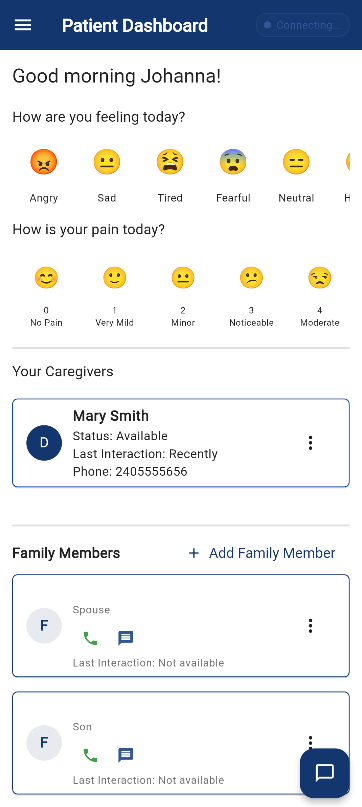 Patient Dashboard
Connecting...
Good morning Johanna!
How are you feeling today?
Angry Sad Tired Fearful Neutral H
How is your pain today?
0 1 2 3 4
No Pain Very Mild Minor Noticeable Moderate
Your Caregivers
D
Mary Smith
Status: Available
Last Interaction: Recently
Phone: 2405555656
Family Members
+ Add Family Member
F
Spouse
Last Interaction: Not available
F
Son
Last Interaction: Not available